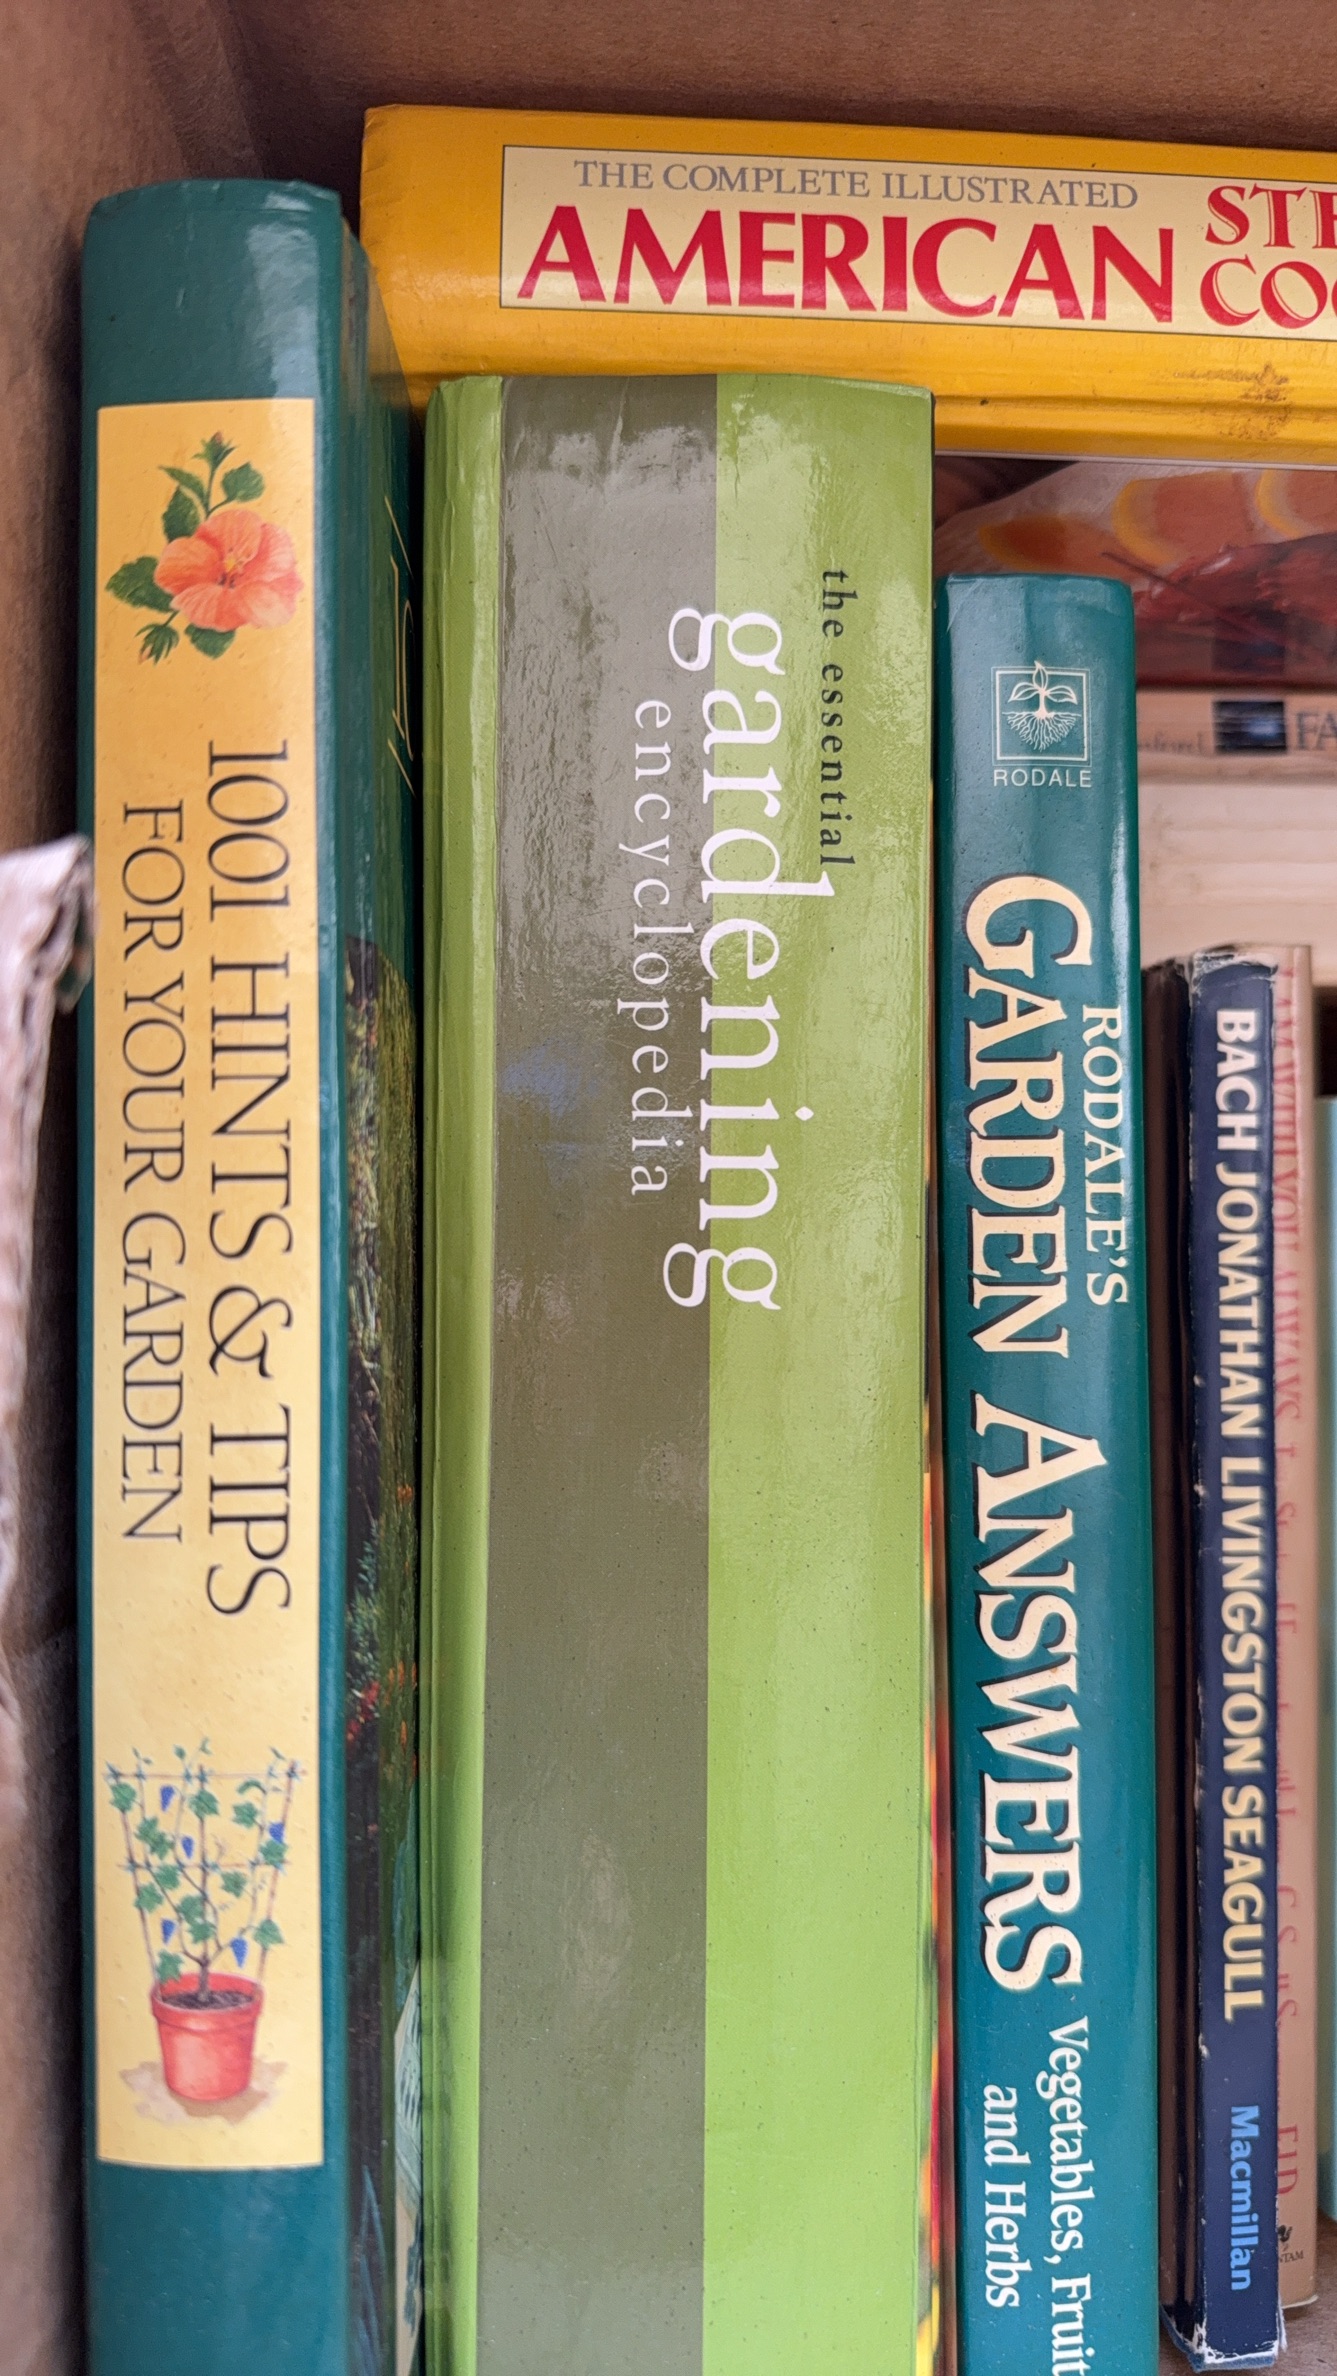 THE COMPLETE ILLUSTRATED
AMERICAN
1001 HINTS & TIPS
FOR YOUR GARDEN
the essential
gardening
encyclopedia
RODALE
RODALE'S
GARDEN ANSWERS
Vegetables, Fruit
and Herbs
BACH JONATHAN LIVINGSTON SEAGULL Macmillan